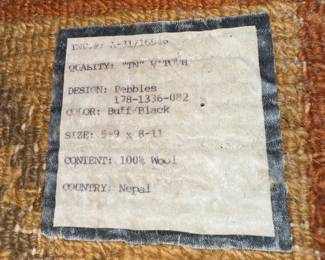 QUALITY: "TN"
DESIGN: Pebbles
178-1336-082
COLOR: Buff/Black
SIZE: 5-9 x 8-11
CONTENT: 100% Wool
COUNTRY: Nepal